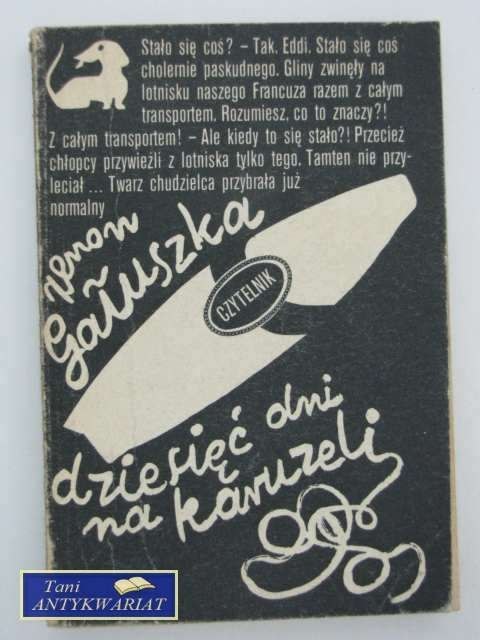 Stało się coś? – Tak. Eddi. Stało się coś
cholernie paskudnego. Gliny zwinęły na
lotnisku naszego Francuza razem z całym
transportem. Rozumiesz, co to znaczy?!
Z całym transportem! – Ale kiedy to się stało?! Przecież
chłopcy przywieźli z lotniska tylko tego. Tamten nie przy-
leciał ... Twarz chudzielca przybrała już
normalny
zenon
Gałuszka
CZYTELNIK
dziesięć dni
na karuzeli
Tani
ANTYKWARIAT